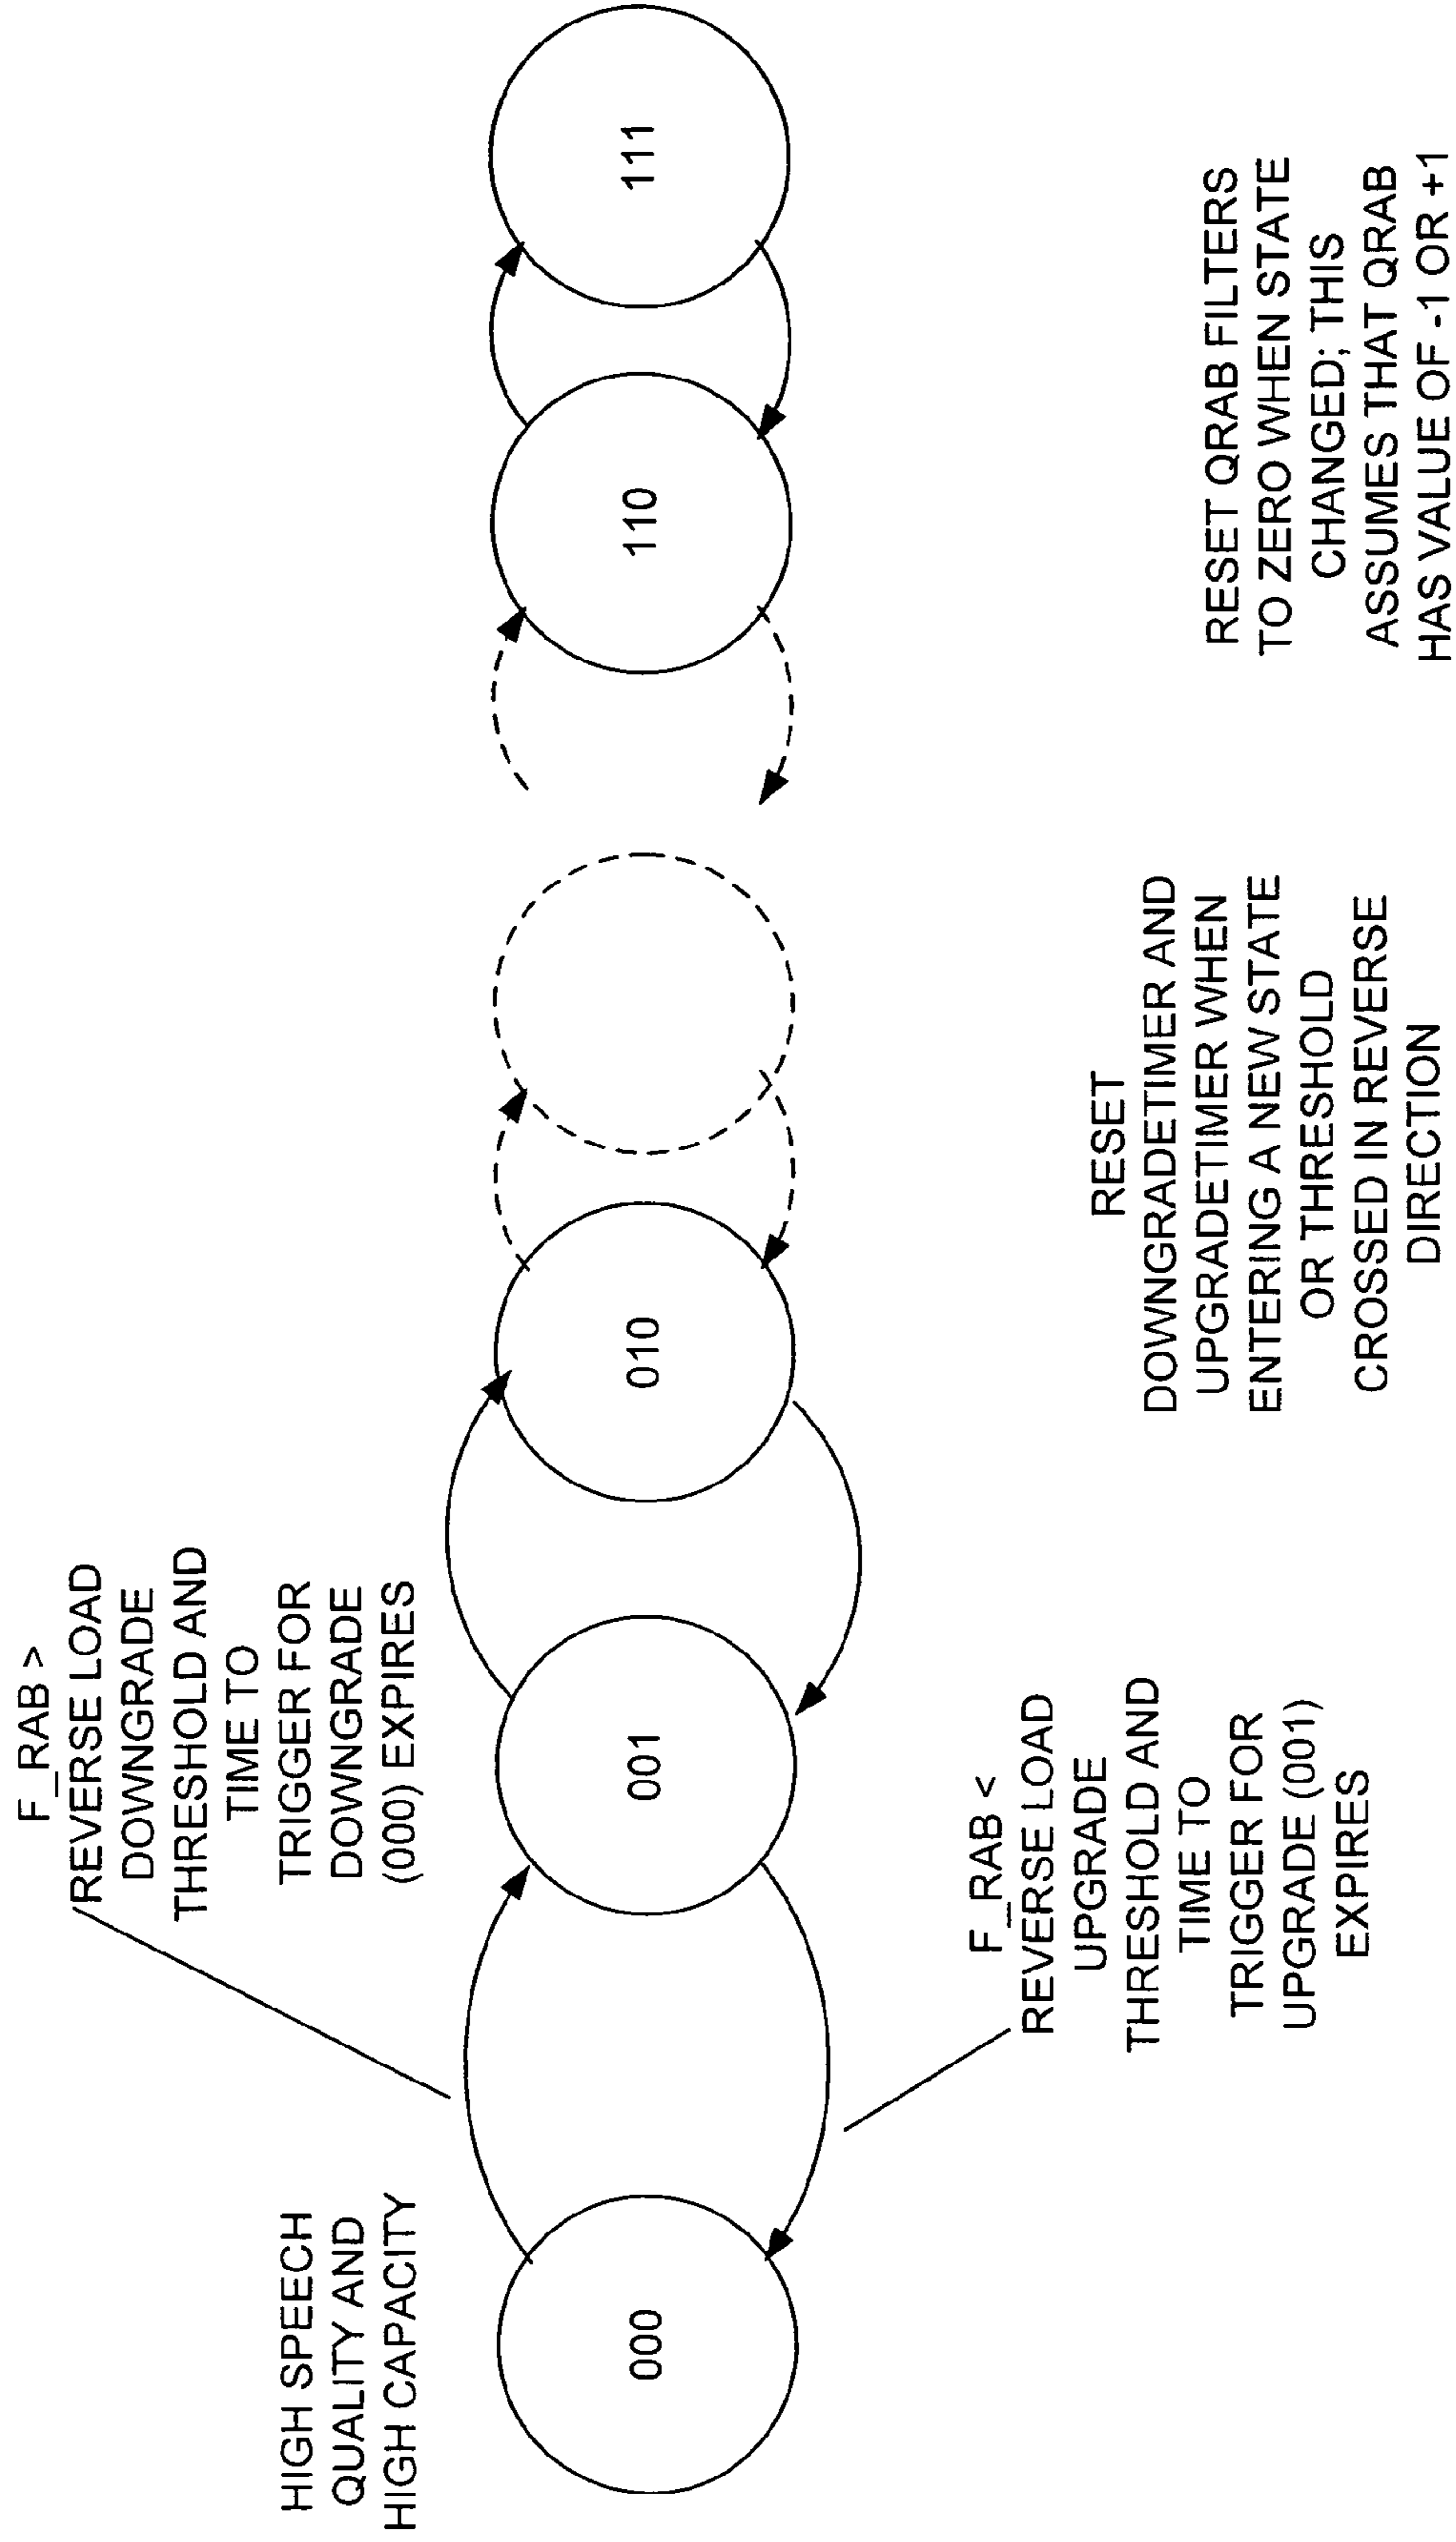 F_RAB >
REVERSE LOAD
DOWNGRADE
THRESHOLD AND
TIME TO
TRIGGER FOR
DOWNGRADE
(000) EXPIRES
HIGH SPEECH
QUALITY AND
HIGH CAPACITY
000
001
010
110
111
F_RAB <
REVERSE LOAD
UPGRADE
THRESHOLD AND
TIME TO
TRIGGER FOR
UPGRADE (001)
EXPIRES
RESET
DOWNGRADETIMER AND
UPGRADETIMER WHEN
ENTERING A NEW STATE
OR THRESHOLD
CROSSED IN REVERSE
DIRECTION
RESET QRAB FILTERS
TO ZERO WHEN STATE
CHANGED; THIS
ASSUMES THAT QRAB
HAS VALUE OF -1 OR +1